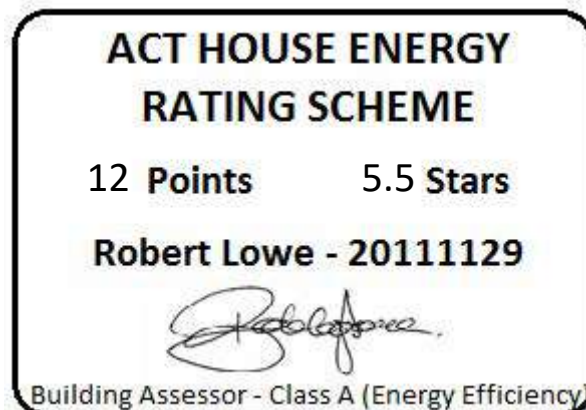 ACT HOUSE ENERGY
RATING SCHEME
12 Points 5.5 Stars
Robert Lowe - 20111129
Building Assessor - Class A (Energy Efficiency)